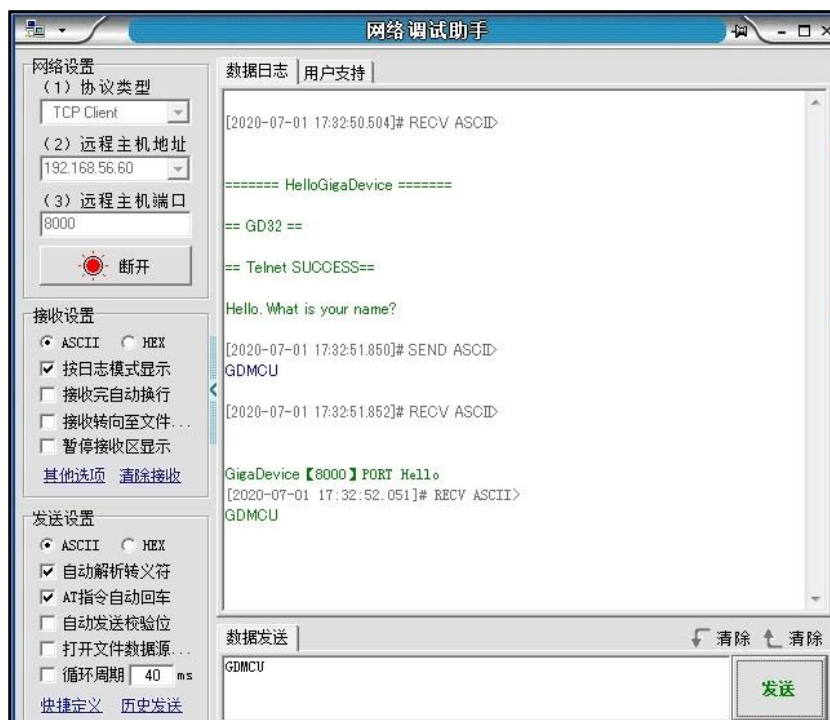 网络调试助手
网络设置
（1）协议类型
TCP Client
（2）远程主机地址
192.168.56.60
（3）远程主机端口
8000
断开
接收设置
ASCII HEX
按日志模式显示
接收完自动换行
接收转向至文件...
暂停接收区显示
其他选项 清除接收
发送设置
ASCII HEX
自动解析转义符
AT指令自动回车
自动发送校验位
打开文件数据源...
循环周期 40 ms
快捷定义 历史发送
数据日志 用户支持
[2020-07-01 17:32:50.504]# RECV ASCII>
======= HelloGigaDevice =======
== GD32 ==
== Telnet SUCCESS==
Hello. What is your name?
[2020-07-01 17:32:51.850]# SEND ASCII>
GDMCU
[2020-07-01 17:32:51.852]# RECV ASCII>
GigaDevice【8000】PORT Hello
[2020-07-01 17:32:52.051]# RECV ASCII>
GDMCU
数据发送 清除 清除
GDMCU
发送